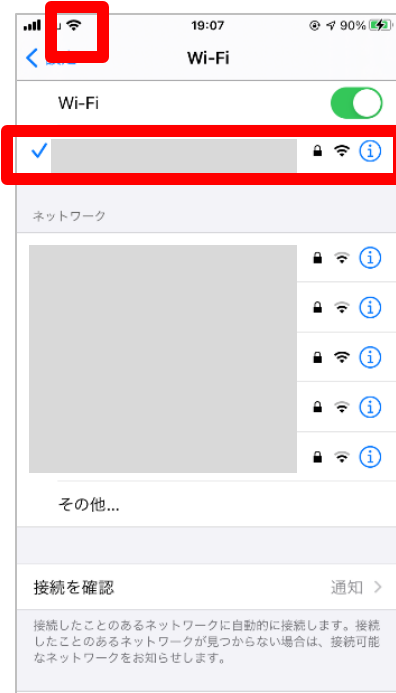 19:07
90%
Wi-Fi
Wi-Fi
ネットワーク
その他...
接続を確認
通知
接続したことのあるネットワークに自動的に接続します。接続
したことのあるネットワークが見つからない場合は、接続可能
なネットワークをお知らせします。